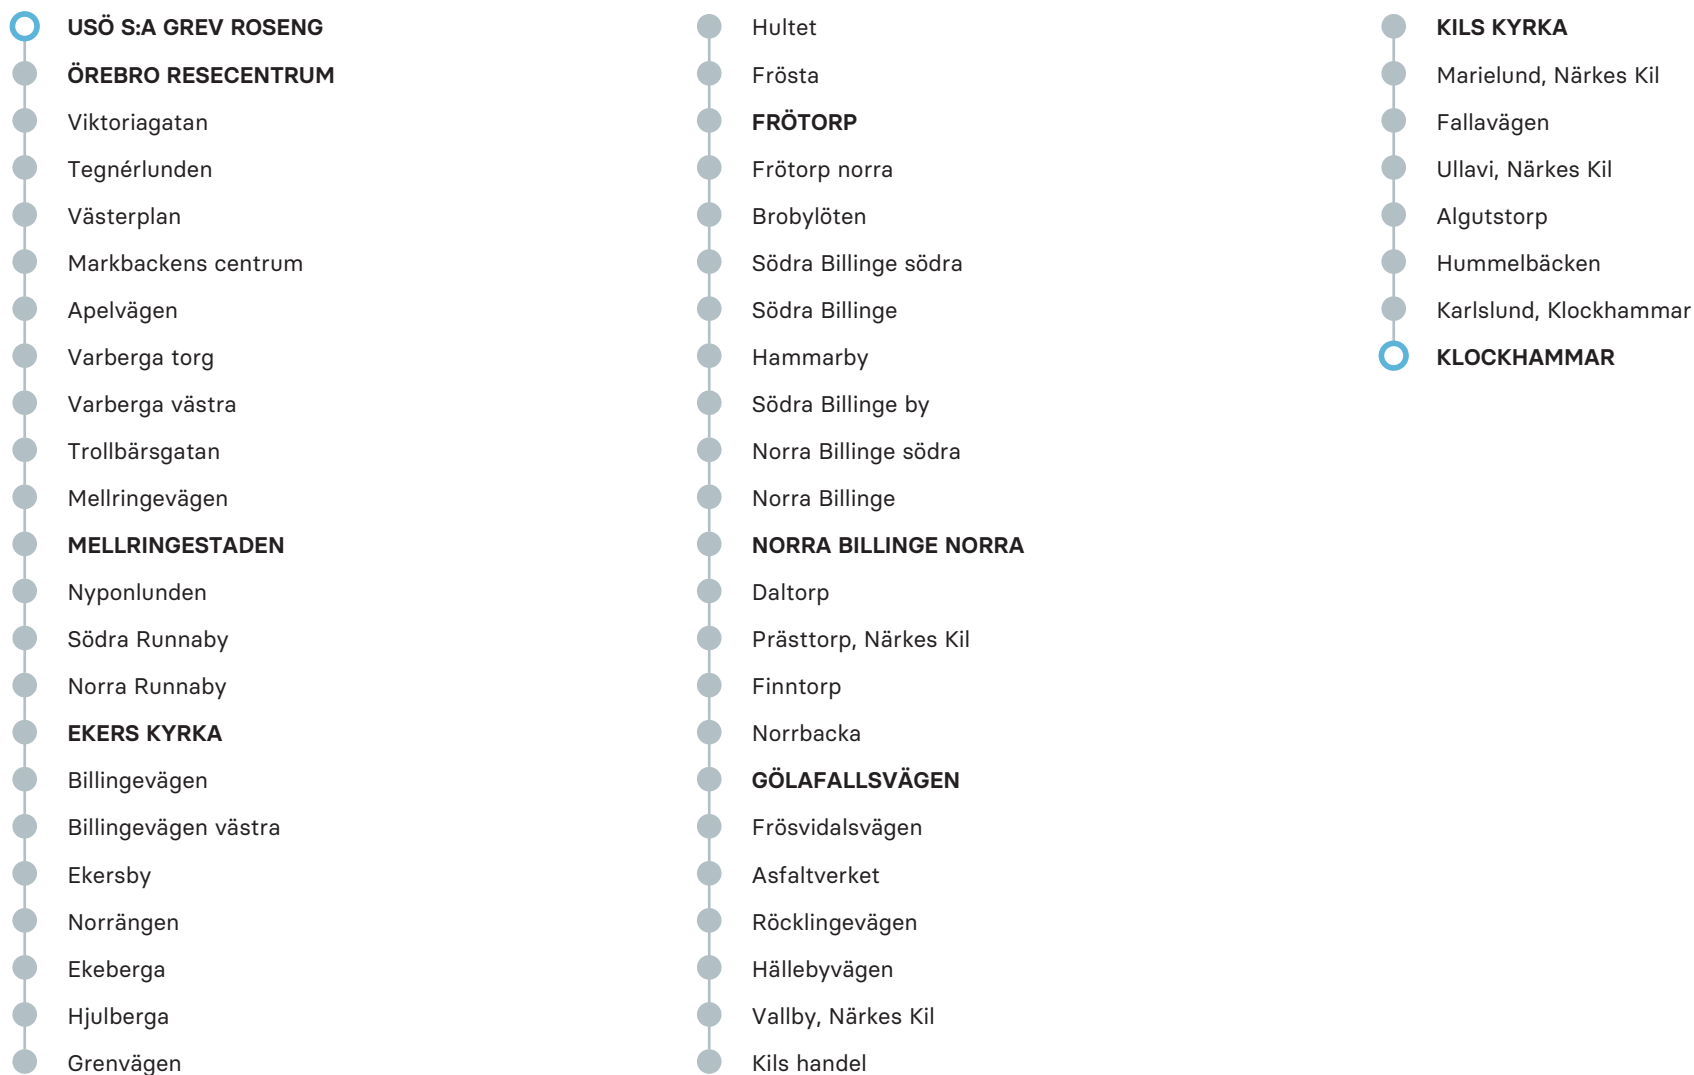 USÖ S:A GREV ROSENG
ÖREBRO RESECENTRUM
Viktoriagatan
Tegnérlunden
Västerplan
Markbackens centrum
Apelvägen
Varberga torg
Varberga västra
Trollbärsgatan
Mellringevägen
MELLRINGESTADEN
Nyponlunden
Södra Runnaby
Norra Runnaby
EKERS KYRKA
Billingevägen
Billingevägen västra
Ekersby
Norrängen
Ekeberga
Hjulberga
Grenvägen
Hultet
Frösta
FRÖTORP
Frötorp norra
Brobylöten
Södra Billinge södra
Södra Billinge
Hammarby
Södra Billinge by
Norra Billinge södra
Norra Billinge
NORRA BILLINGE NORRA
Daltorp
Prästtorp, Närkes Kil
Finntorp
Norrbacka
GÖLAFALLSVÄGEN
Frösvidalsvägen
Asfaltverket
Röcklingevägen
Hällebyvägen
Vallby, Närkes Kil
Kils handel
KILS KYRKA
Marielund, Närkes Kil
Fallavägen
Ullavi, Närkes Kil
Algutstorp
Hummelbäcken
Karlslund, Klockhammar
KLOCKHAMMAR